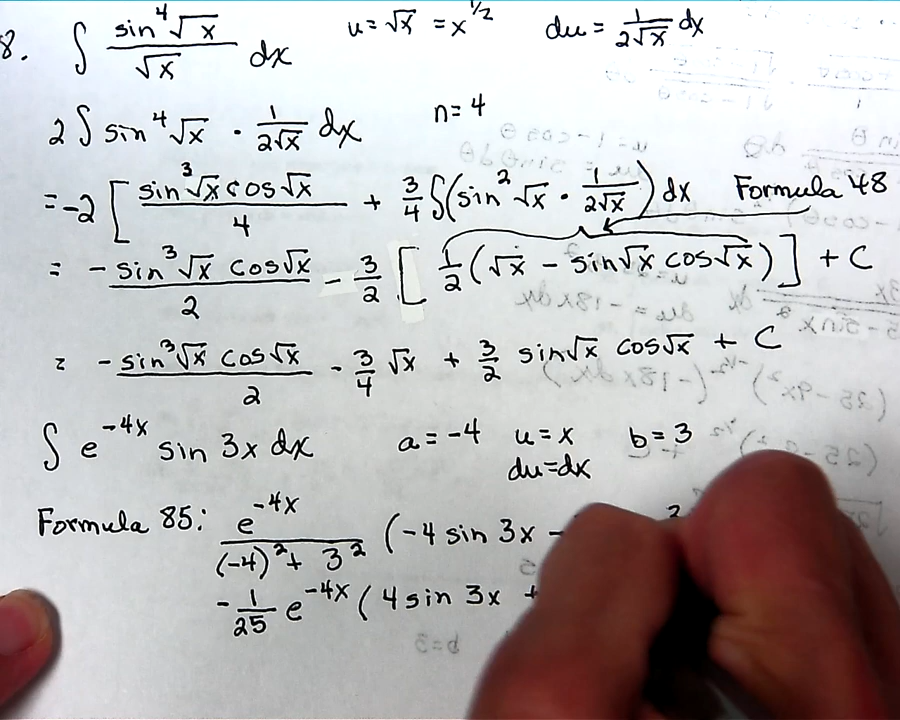 8. ∫ sin⁴√x / √x dx   u = √x = x^1/2   du = 1/(2√x) dx
2 ∫ sin⁴√x · 1/(2√x) dx   n = 4
= -2 [ sin³√x cos√x / 4 + 3/4 ∫(sin²√x · 1/(2√x)) dx   Formula 48
= -sin³√x cos√x / 2 - 3/2 [ 1/2 (√x - sin√x cos√x) ] + C
= -sin³√x cos√x / 2 - 3/4 √x + 3/2 sin√x cos√x + C
∫ e^-4x sin 3x dx   a = -4   u = x   b = 3
du = dx
Formula 85: e^-4x / ((-4)² + 3²) (-4 sin 3x -
-1/25 e^-4x (4 sin 3x +